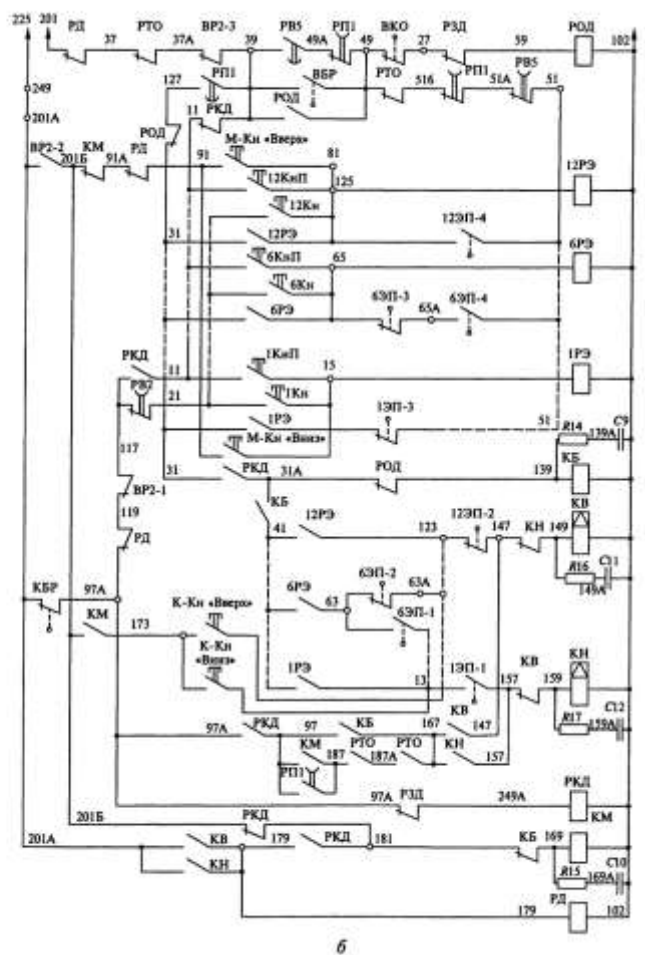 225 201 РД РТО ВР2-3 39 РВ5 49А РП1 49 ВКО 27 РЗД 59 РОД 102
37 37А
249 127 РП1 ВБР РТО 516 РП1 51А РВ5 51
201А 11 РКД РОД
РОД М-Кн «Вверх»
ВР2-2 201Б КМ 91А РД 91 81 12РЭ
12КнП 125
12Кн
31 12РЭ 12ЭП-4
6КнП 65 6РЭ
6Кн
6РЭ 6ЭП-3 65А 6ЭП-4
РКД 11 1КнП 15 1РЭ
РВ2 21 1Кн
1РЭ 1ЭП-3 51 R14 139А С9
117 М-Кн «Вниз»
31 РКД 31А РОД 139 КБ
ВР2-1 КБ КВ
119 41 12РЭ 123 12ЭП-2 147 КН 149
РД R16 С11
149А
КБР 97А 6РЭ 63 6ЭП-2 63А
КМ 173 К-Кн «Вверх» 6ЭП-1
К-Кн
«Вниз» 1РЭ 13 1ЭП-1 157 КВ 159 КН
97А РКД 97 КБ 167 КВ 147 R17 159А С12
КМ 187 РТО 187А РТО КН 157
РП1
97А РЗД 249А РКД
201Б РКД КМ
201А КВ 179 РКД 181 КБ 169
КН R15 169А С10
РД
179 102
б